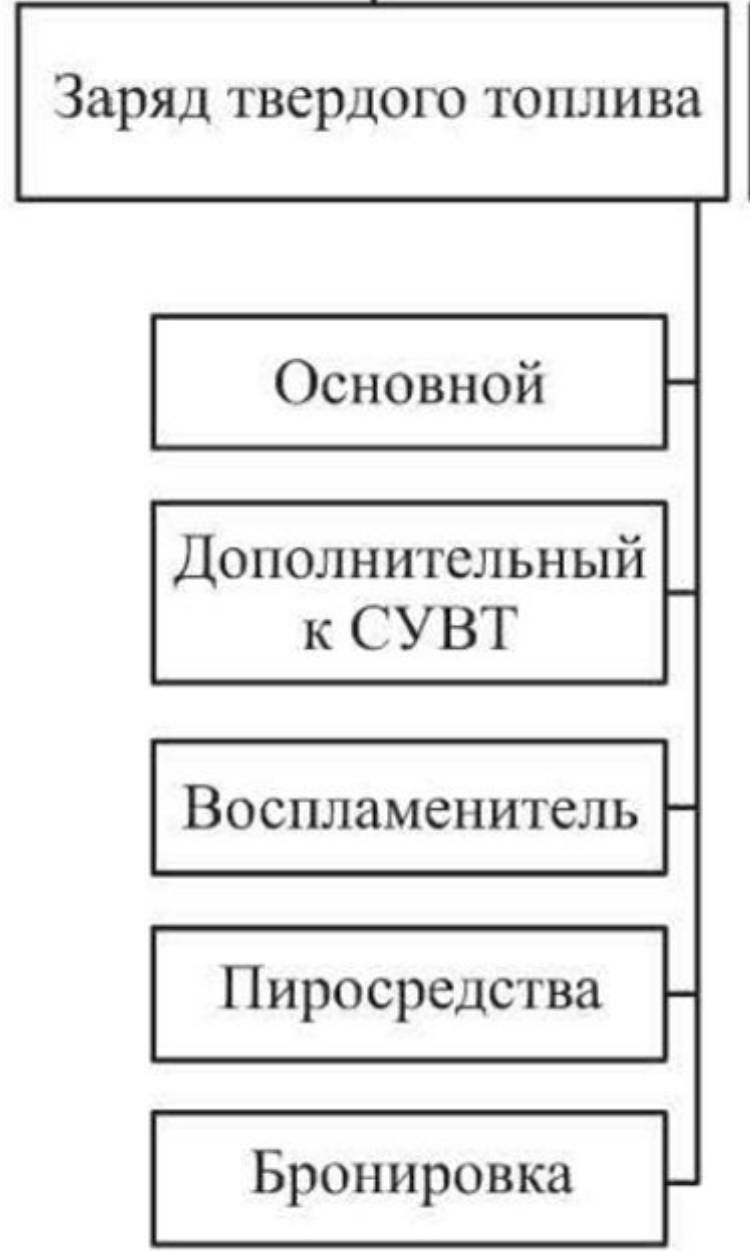 Заряд твердого топлива
Основной
Дополнительный
к СУВТ
Воспламенитель
Пиросредства
Бронировка